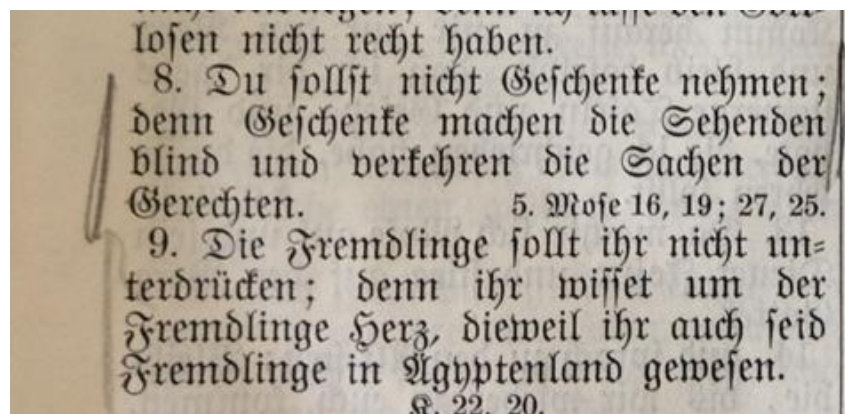 losen nicht recht haben.
8. Du sollst nicht Geschenke nehmen;
denn Geschenke machen die Sehenden
blind und verkehren die Sachen der
Gerechten. 5. Mose 16, 19; 27, 25.
9. Die Fremdlinge sollt ihr nicht un-
terdrücken; denn ihr wisset um der
Fremdlinge Herz, dieweil ihr auch seid
Fremdlinge in Ägyptenland gewesen.
K. 22, 20.